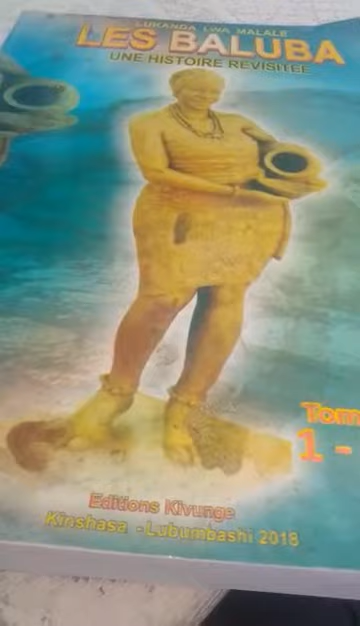 LUKANGA LWA MALALE
LES BALUBA
UNE HISTOIRE REVISITEE
Tom
1 -
Editions Kivunge
Kinshasa - Lubumbashi 2018